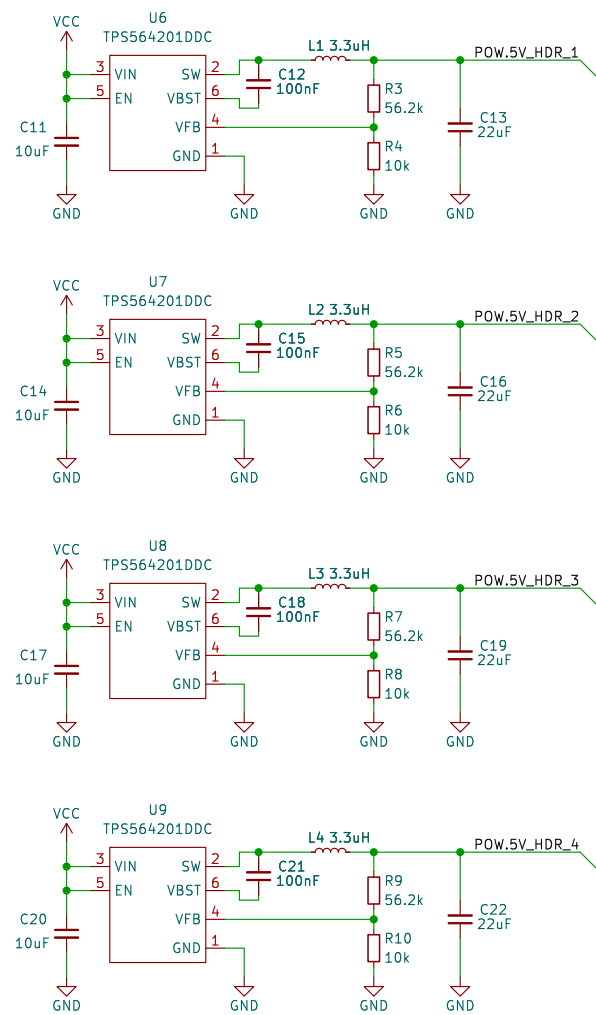 VCC
U6
TPS564201DDC
L1 3.3uH
POW.5V_HDR_1
3 VIN SW 2
C12
100nF
5 EN VBST 6
R3
56.2k
C11
10uF
VFB 4
C13
22uF
R4
10k
GND 1
GND
GND
GND
GND
VCC
U7
TPS564201DDC
L2 3.3uH
POW.5V_HDR_2
3 VIN SW 2
C15
100nF
5 EN VBST 6
R5
56.2k
C14
10uF
VFB 4
C16
22uF
R6
10k
GND 1
GND
GND
GND
GND
VCC
U8
TPS564201DDC
L3 3.3uH
POW.5V_HDR_3
3 VIN SW 2
C18
100nF
5 EN VBST 6
R7
56.2k
C17
10uF
VFB 4
C19
22uF
R8
10k
GND 1
GND
GND
GND
GND
VCC
U9
TPS564201DDC
L4 3.3uH
POW.5V_HDR_4
3 VIN SW 2
C21
100nF
5 EN VBST 6
R9
56.2k
C20
10uF
VFB 4
C22
22uF
R10
10k
GND 1
GND
GND
GND
GND